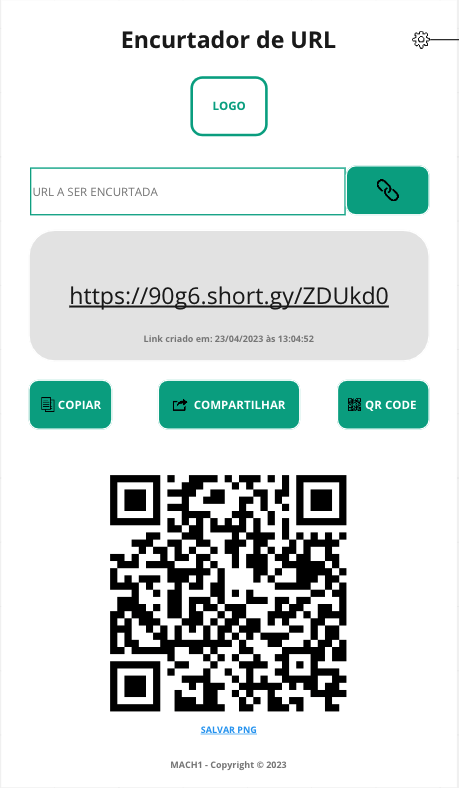 Encurtador de URL
LOGO
URL A SER ENCURTADA
https://90g6.short.gy/ZDUkd0
Link criado em: 23/04/2023 às 13:04:52
COPIAR
COMPARTILHAR
QR CODE
SALVAR PNG
MACH1 - Copyright © 2023